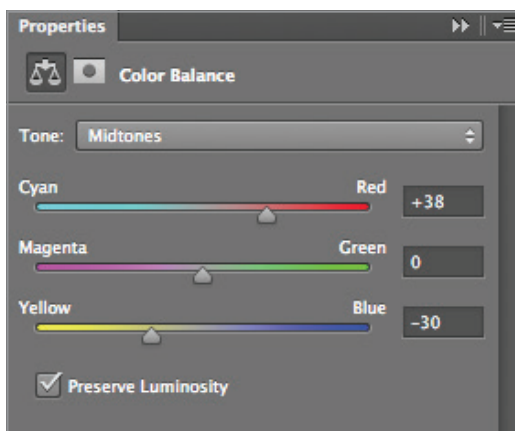 Properties
Color Balance
Tone: Midtones
Cyan Red +38
Magenta Green 0
Yellow Blue -30
Preserve Luminosity